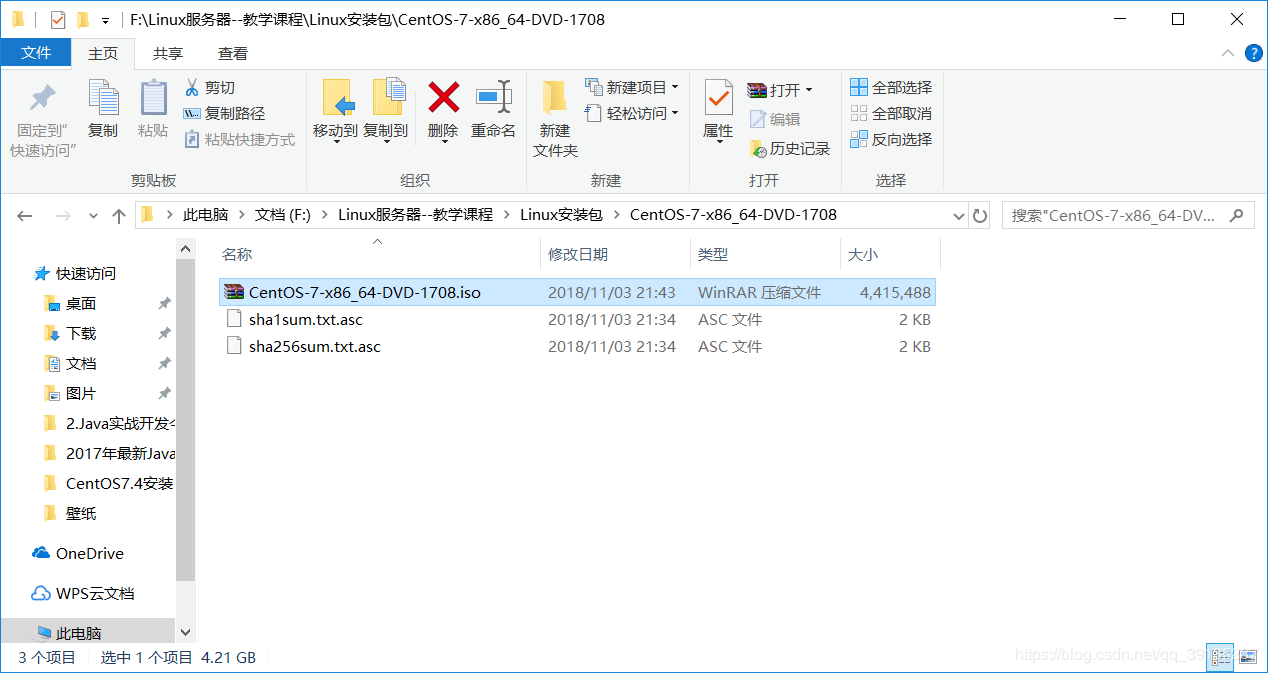 F:\Linux服务器--教学课程\Linux安装包\CentOS-7-x86_64-DVD-1708
文件 主页 共享 查看
固定到"快速访问"
复制
粘贴
剪切
复制路径
粘贴快捷方式
剪贴板
移动到
复制到
删除
重命名
组织
新建文件夹
新建项目
轻松访问
新建
属性
打开
编辑
历史记录
打开
全部选择
全部取消
反向选择
选择
此电脑 文档 (F:) Linux服务器--教学课程 Linux安装包 CentOS-7-x86_64-DVD-1708
搜索"CentOS-7-x86_64-DV...
名称 修改日期 类型 大小
CentOS-7-x86_64-DVD-1708.iso 2018/11/03 21:43 WinRAR 压缩文件 4,415,488
sha1sum.txt.asc 2018/11/03 21:34 ASC 文件 2 KB
sha256sum.txt.asc 2018/11/03 21:34 ASC 文件 2 KB
快速访问
桌面
下载
文档
图片
2.Java实战开发
2017年最新Java
CentOS7.4安装
壁纸
OneDrive
WPS云文档
此电脑
3 个项目 选中 1 个项目 4.21 GB